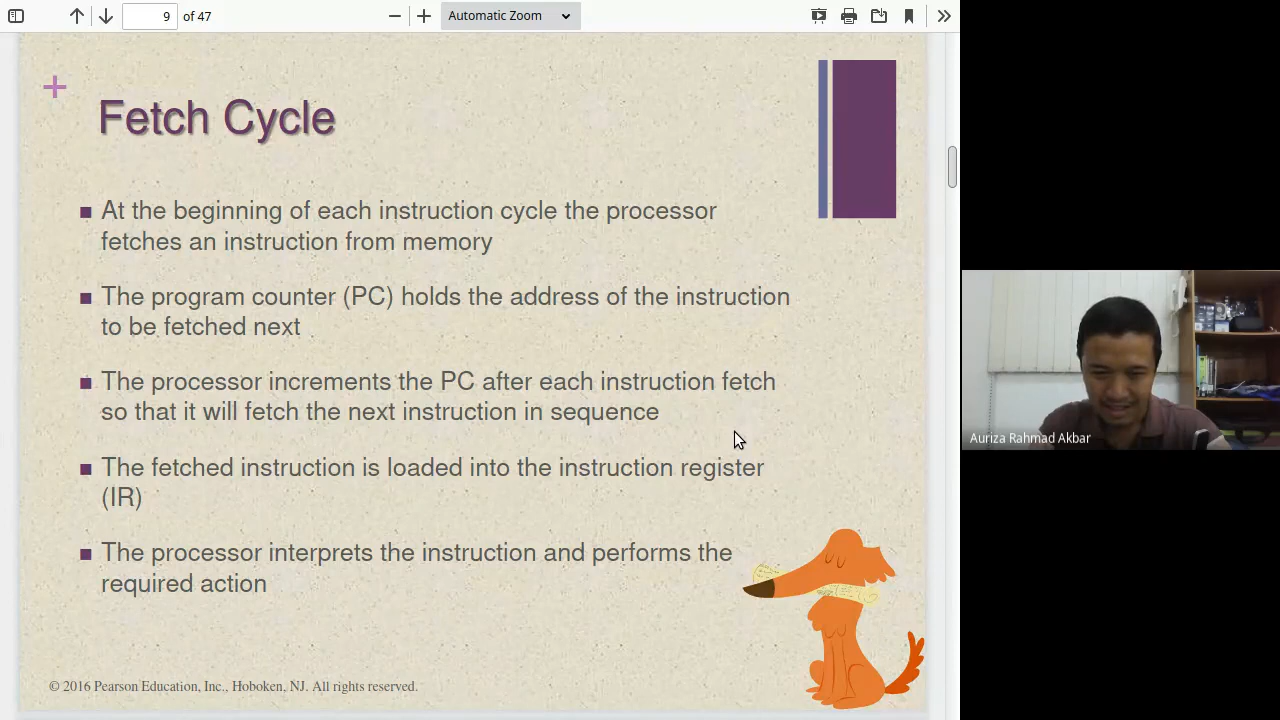 9 of 47
Automatic Zoom
+
Fetch Cycle
At the beginning of each instruction cycle the processor
fetches an instruction from memory
The program counter (PC) holds the address of the instruction
to be fetched next
The processor increments the PC after each instruction fetch
so that it will fetch the next instruction in sequence
The fetched instruction is loaded into the instruction register
(IR)
The processor interprets the instruction and performs the
required action
© 2016 Pearson Education, Inc., Hoboken, NJ. All rights reserved.
Auriza Rahmad Akbar